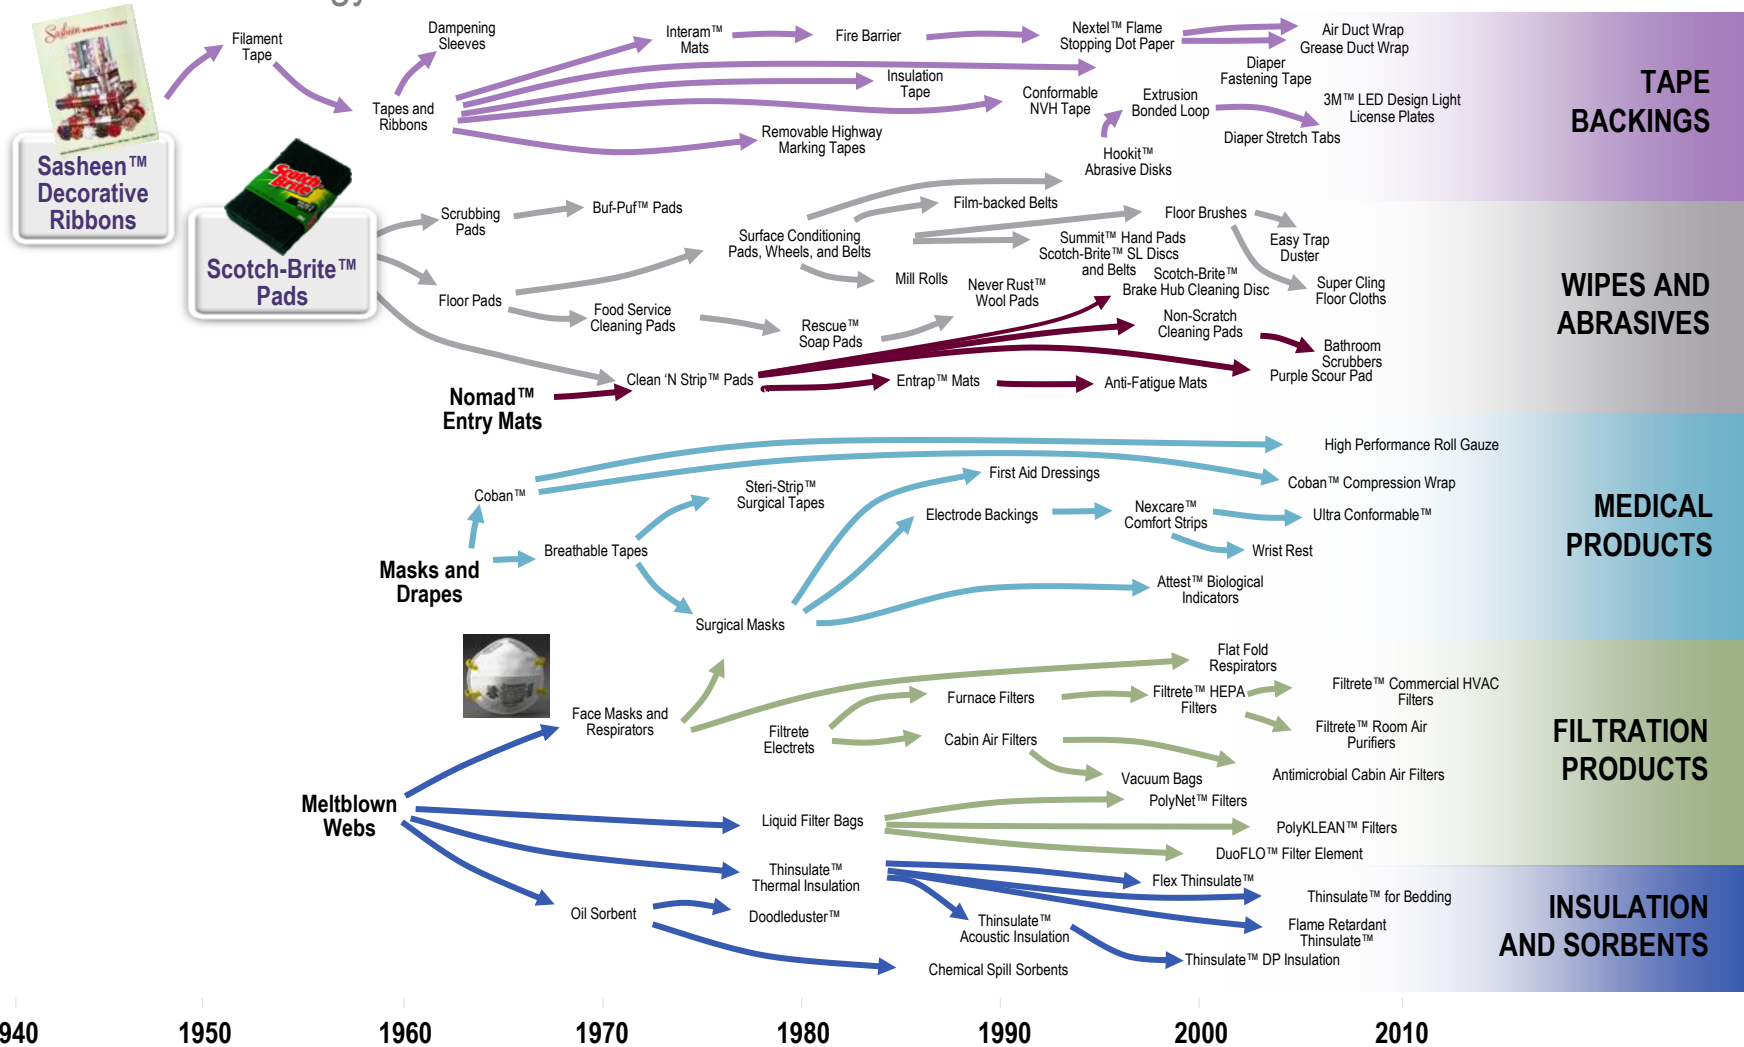 Sasheen
Filament
Tape
Dampening
Sleeves
Interam™
Mats
Fire Barrier
Nextel™ Flame
Stopping Dot Paper
Air Duct Wrap
Grease Duct Wrap
Diaper
Fastening Tape
Insulation
Tape
Tapes and
Ribbons
Conformable
NVH Tape
Extrusion
Bonded Loop
3M™ LED Design Light
License Plates
Removable Highway
Marking Tapes
Diaper Stretch Tabs
Hookit™
Abrasive Disks
TAPE
BACKINGS
Sasheen™
Decorative
Ribbons
Scotch
Brite
Scotch-Brite™
Pads
Scrubbing
Pads
Buf-Puf™ Pads
Film-backed Belts
Floor Brushes
Surface Conditioning
Pads, Wheels, and Belts
Summit™ Hand Pads
Scotch-Brite™ SL Discs
and Belts
Easy Trap
Duster
Mill Rolls
Scotch-Brite™
Brake Hub Cleaning Disc
Super Cling
Floor Cloths
Floor Pads
Food Service
Cleaning Pads
Never Rust™
Wool Pads
Rescue™
Soap Pads
Non-Scratch
Cleaning Pads
Bathroom
Scrubbers
Purple Scour Pad
Clean ‘N Strip™ Pads
Entrap™ Mats
Anti-Fatigue Mats
Nomad™
Entry Mats
WIPES AND
ABRASIVES
High Performance Roll Gauze
First Aid Dressings
Coban™ Compression Wrap
Coban™
Steri-Strip™
Surgical Tapes
Electrode Backings
Nexcare™
Comfort Strips
Ultra Conformable™
Breathable Tapes
Wrist Rest
Masks and
Drapes
Attest™ Biological
Indicators
Surgical Masks
MEDICAL
PRODUCTS
Flat Fold
Respirators
Face Masks and
Respirators
Furnace Filters
Filtrete™ HEPA
Filters
Filtrete™ Commercial HVAC
Filters
Filtrete
Electrets
Cabin Air Filters
Filtrete™ Room Air
Purifiers
Vacuum Bags
Antimicrobial Cabin Air Filters
Meltblown
Webs
PolyNet™ Filters
Liquid Filter Bags
PolyKLEAN™ Filters
DuoFLO™ Filter Element
FILTRATION
PRODUCTS
Thinsulate™
Thermal Insulation
Flex Thinsulate™
Thinsulate™ for Bedding
Oil Sorbent
Doodleduster™
Thinsulate™
Acoustic Insulation
Flame Retardant
Thinsulate™
Thinsulate™ DP Insulation
Chemical Spill Sorbents
INSULATION
AND SORBENTS
940
1950
1960
1970
1980
1990
2000
2010